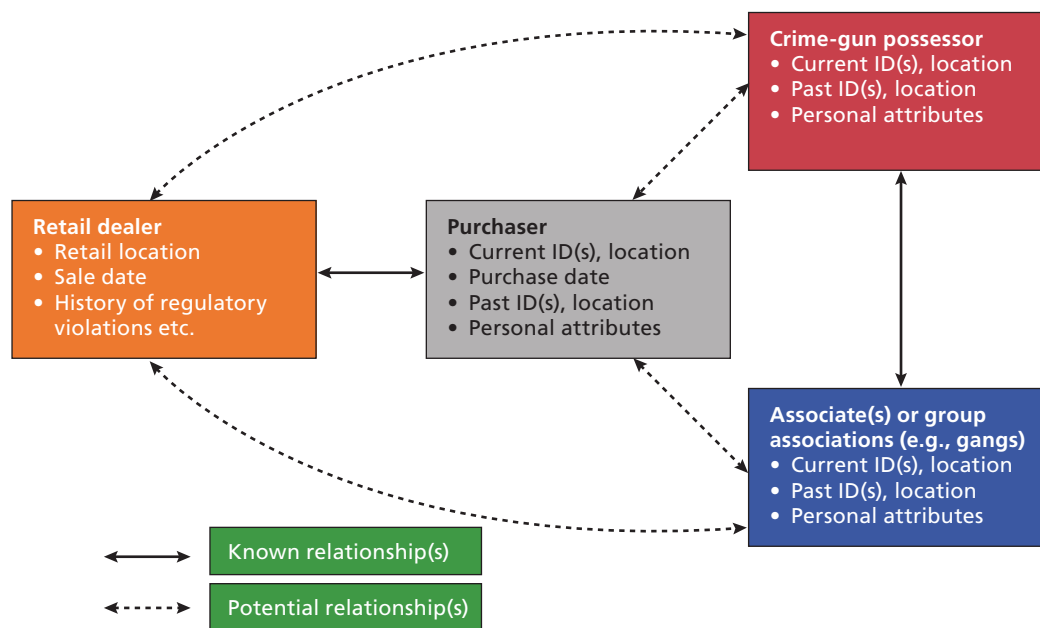 Crime-gun possessor
• Current ID(s), location
• Past ID(s), location
• Personal attributes
Retail dealer
• Retail location
• Sale date
• History of regulatory
violations etc.
Purchaser
• Current ID(s), location
• Purchase date
• Past ID(s), location
• Personal attributes
Associate(s) or group
associations (e.g., gangs)
• Current ID(s), location
• Past ID(s), location
• Personal attributes
Known relationship(s)
Potential relationship(s)